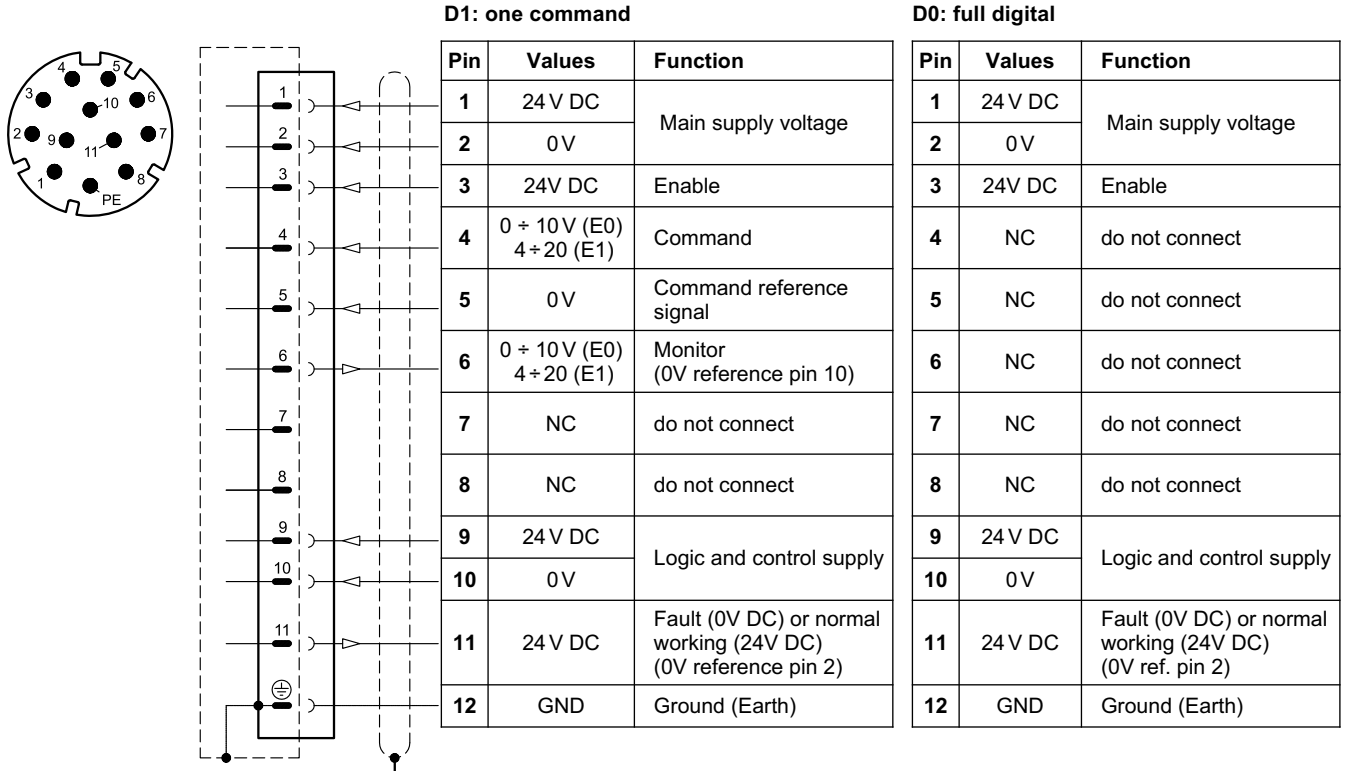 D1: one command
D0: full digital
4 5
3 10 6
2 9 11 7
1 8
PE
1
2
3
4
5
6
7
8
9
10
11
Pin Values Function
1 24 V DC Main supply voltage
2 0 V
3 24V DC Enable
4 0 ÷ 10 V (E0) Command
4 ÷ 20 (E1)
5 0 V Command reference
signal
6 0 ÷ 10 V (E0) Monitor
4 ÷ 20 (E1) (0V reference pin 10)
7 NC do not connect
8 NC do not connect
9 24 V DC Logic and control supply
10 0 V
11 24 V DC Fault (0V DC) or normal
working (24V DC)
(0V reference pin 2)
12 GND Ground (Earth)
Pin Values Function
1 24 V DC Main supply voltage
2 0 V
3 24V DC Enable
4 NC do not connect
5 NC do not connect
6 NC do not connect
7 NC do not connect
8 NC do not connect
9 24 V DC Logic and control supply
10 0 V
11 24 V DC Fault (0V DC) or normal
working (24V DC)
(0V ref. pin 2)
12 GND Ground (Earth)